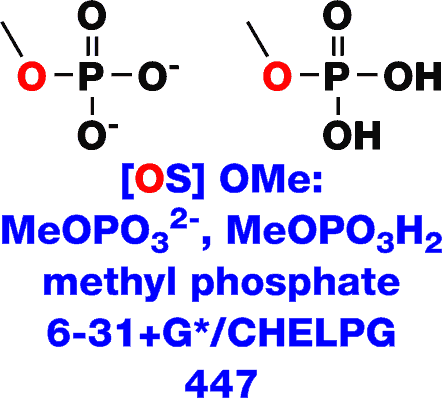 O O
O P O- O P OH
O- OH
[OS] OMe:
MeOPO₃²⁻, MeOPO₃H₂
methyl phosphate
6-31+G*/CHELPG
447